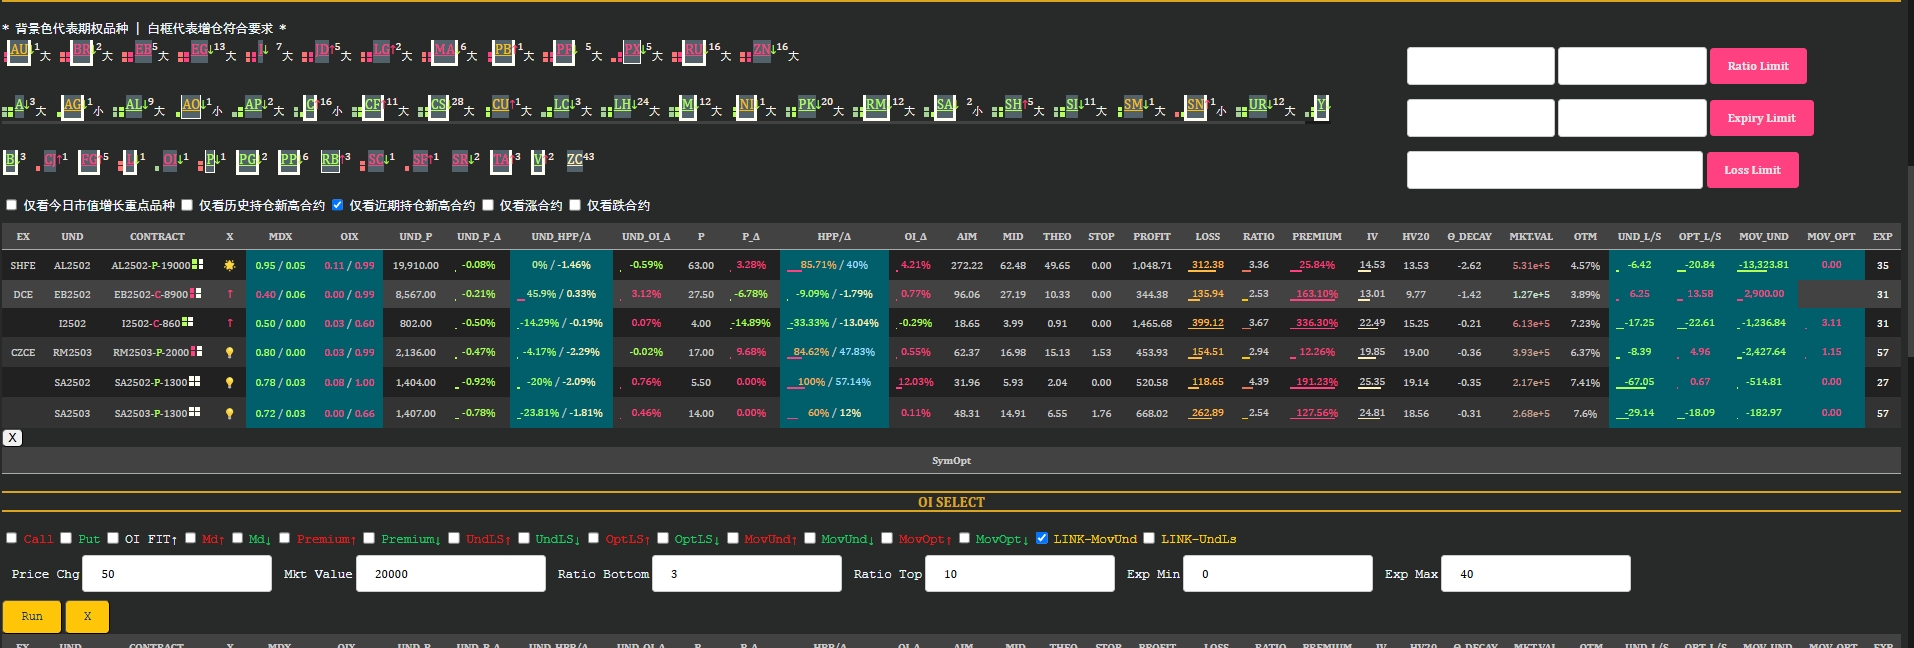 * 背景色代表期权品种 | 白框代表增仓符合要求 *
AU↓1大 BR↓2大 EB5大 EG↓13大 I↓ 7大 JD↑5大 LG↑2大 MA↓6大 PB↑1大 PF↓ 5大 PX↓5大 RU↑16大 ZN↓16大
A↓3大 AG↓1小 AL↓9大 AO↓1小 AP↓2大 C↑16小 CF↑11大 CS↓28大 CU↑1大 LC↓3大 LH↓24大 M↓12大 NI↓1大 PK↓20大 RM↓12大 SA↓ 2小 SH↑5大 SI↓11大 SM↓1大 SN↑1小 UR↓12大 Y↓
B↓3 CJ↑1 FG↑5 L↓1 OI↓1 P↓1 PG↓2 PP↓6 RB↑3 SC↓1 SF↑1 SR↓2 TA↑3 V↑2 ZC43
Ratio Limit
Expiry Limit
Loss Limit
仅看今日市值增长重点品种 仅看历史持仓新高合约 仅看近期持仓新高合约 仅看涨合约 仅看跌合约
EX UND CONTRACT X MDX OIX UND_P UND_P_Δ UND_HPP/Δ UND_OI_Δ P P_Δ HPP/Δ OI_Δ AIM MID THEO STOP PROFIT LOSS RATIO PREMIUM IV HV20 Θ_DECAY MKT.VAL OTM UND_L/S OPT_L/S MOV_UND MOV_OPT EXP
SHFE AL2502 AL2502-P-19000 0.95 / 0.05 0.11 / 0.99 19,910.00 -0.08% 0% / -1.46% -0.59% 63.00 3.28% 85.71% / 40% 4.21% 272.22 62.48 49.65 0.00 1,048.71 312.38 3.36 25.84% 14.53 13.53 -2.62 5.31e+5 4.57% -6.42 -20.84 -13,323.81 0.00 35
DCE EB2502 EB2502-C-8900 ↑ 0.40 / 0.06 0.00 / 0.99 8,567.00 -0.21% 45.9% / 0.33% 3.12% 27.50 -6.78% -9.09% / -1.79% 0.77% 96.06 27.19 10.33 0.00 344.38 135.94 2.53 163.10% 13.01 9.77 -1.42 1.27e+5 3.89% 6.25 13.58 2,900.00 31
I2502 I2502-C-860 ↑ 0.50 / 0.00 0.03 / 0.60 802.00 -0.50% -14.29% / -0.19% 0.07% 4.00 -14.89% -33.33% / -13.04% -0.29% 18.65 3.99 0.91 0.00 1,465.68 399.12 3.67 336.30% 22.49 15.25 -0.21 6.13e+5 7.23% -17.25 -22.61 -1,236.84 3.11 31
CZCE RM2503 RM2503-P-2000 0.80 / 0.00 0.03 / 0.99 2,136.00 -0.47% -4.17% / -2.29% -0.02% 17.00 9.68% 84.62% / 47.83% 0.55% 62.37 16.98 15.13 1.53 453.93 154.51 2.94 12.26% 19.85 19.00 -0.36 3.93e+5 6.37% -8.39 4.96 -2,427.64 1.15 57
SA2502 SA2502-P-1300 0.78 / 0.03 0.08 / 1.00 1,404.00 -0.92% -20% / -2.09% 0.76% 5.50 0.00% 100% / 57.14% 12.03% 31.96 5.93 2.04 0.00 520.58 118.65 4.39 191.23% 25.35 19.14 -0.35 2.17e+5 7.41% -67.05 0.67 -514.81 0.00 27
SA2503 SA2503-P-1300 0.72 / 0.03 0.00 / 0.66 1,407.00 -0.78% -23.81% / -1.81% 0.46% 14.00 0.00% 60% / 12% 0.11% 48.31 14.91 6.55 1.76 668.02 262.89 2.54 127.56% 24.81 18.56 -0.31 2.68e+5 7.6% -29.14 -18.09 -182.97 0.00 57
X
SymOpt
OI SELECT
Call Put OI FIT↑ Md↑ Md↓ Premium↑ Premium↓ UndLS↑ UndLS↓ OptLS↑ OptLS↓ MovUnd↑ MovUnd↓ MovOpt↑ MovOpt↓ LINK-MovUnd LINK-UndLs
Price Chg 50 Mkt Value 20000 Ratio Bottom 3 Ratio Top 10 Exp Min 0 Exp Max 40
Run X
EX UND CONTRACT X MDX OIX UND_P UND_P_Δ UND_HPP/Δ UND_OI_Δ P P_Δ HPP/Δ OI_Δ AIM MID THEO STOP PROFIT LOSS RATIO PREMIUM IV HV20 Θ_DECAY MKT.VAL OTM UND_L/S OPT_L/S MOV_UND MOV_OPT EXP